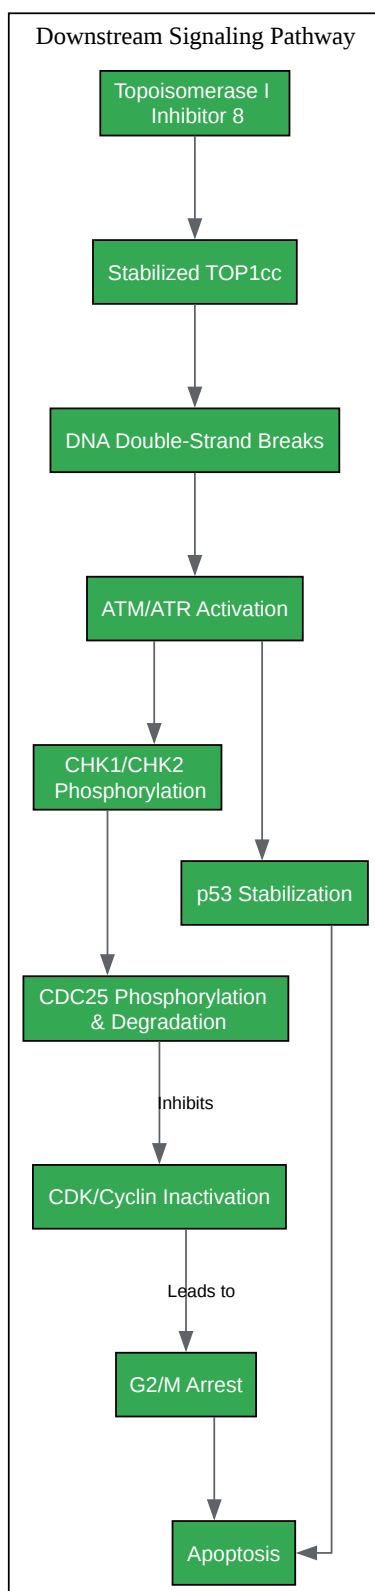 Downstream Signaling Pathway
Topoisomerase I
Inhibitor 8
Stabilized TOP1cc
DNA Double-Strand Breaks
ATM/ATR Activation
CHK1/CHK2
Phosphorylation
p53 Stabilization
CDC25 Phosphorylation
& Degradation
Inhibits
CDK/Cyclin Inactivation
Leads to
G2/M Arrest
Apoptosis